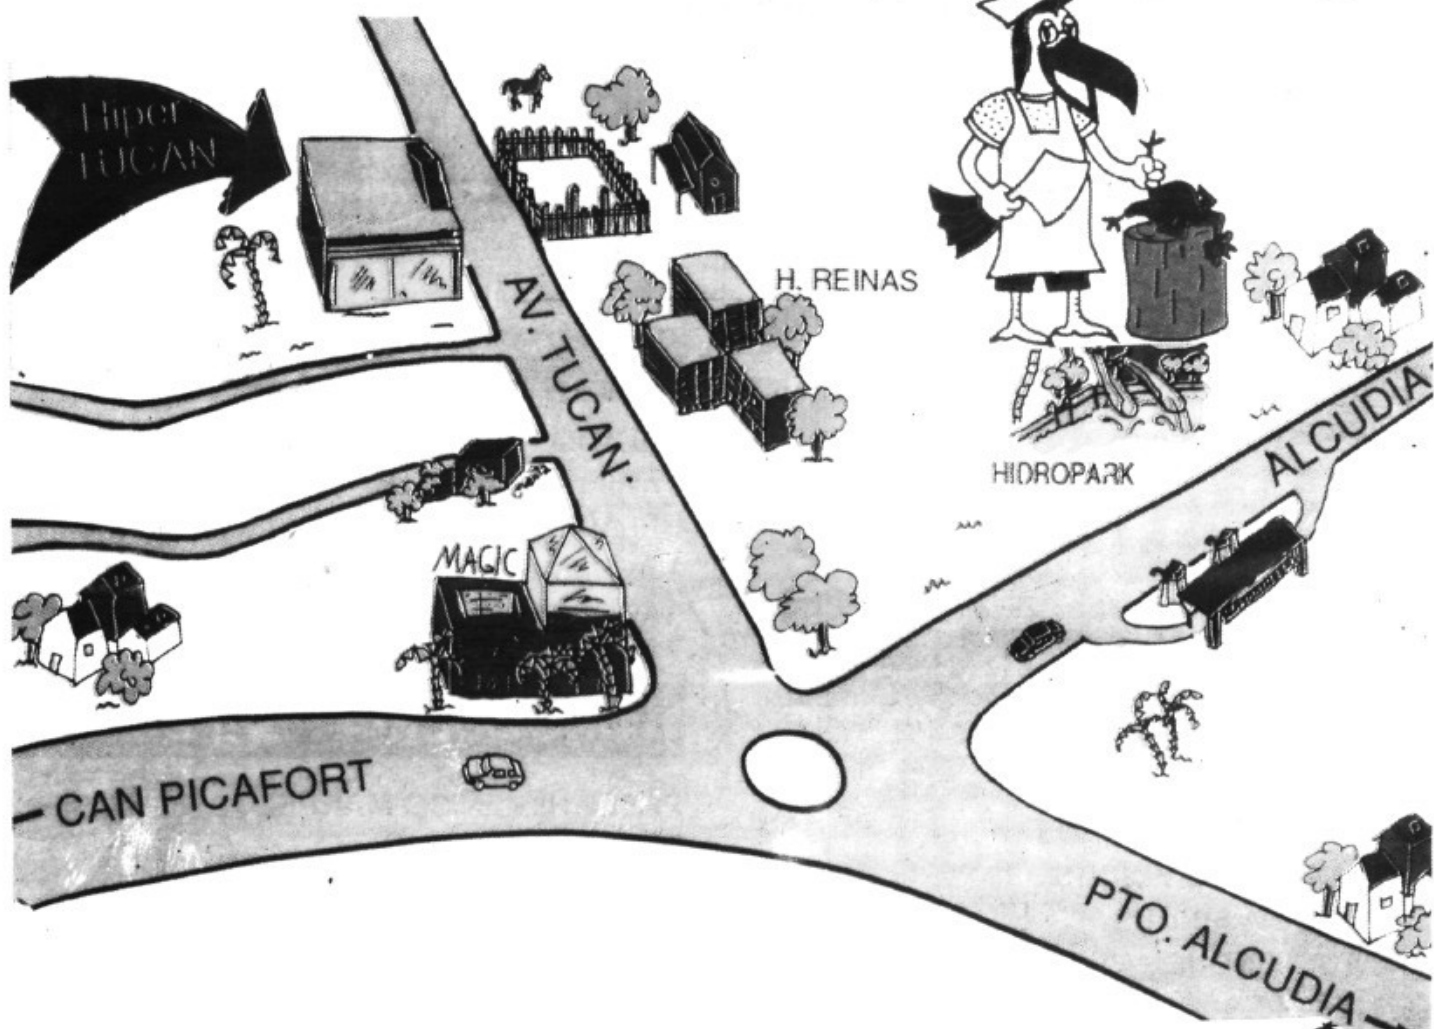 Hiper
TUCAN
H. REINAS
AV. TUCAN.
ALCUDIA
HIDROPARK
MAGIC
CAN PICAFORT
PTO. ALCUDIA